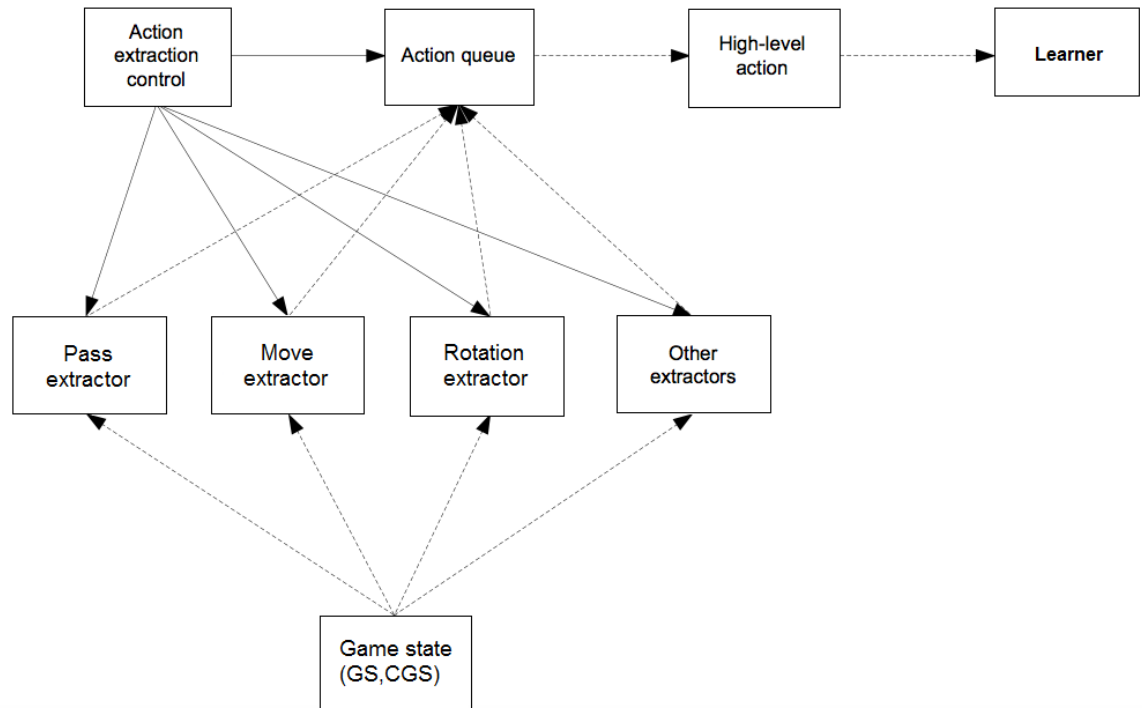 Action
extraction
control
Action queue
High-level
action
Learner
Pass
extractor
Move
extractor
Rotation
extractor
Other
extractors
Game state
(GS,CGS)